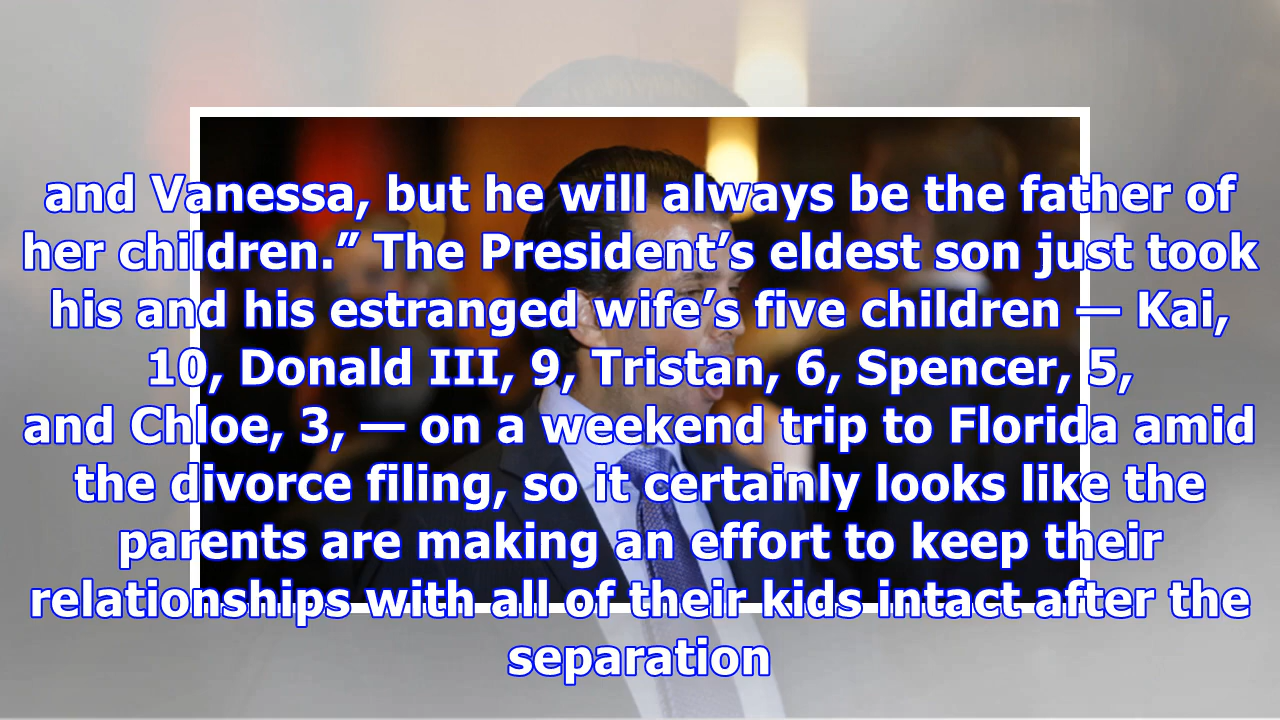 and Vanessa, but he will always be the father of
her children.” The President’s eldest son just took
his and his estranged wife’s five children — Kai,
10, Donald III, 9, Tristan, 6, Spencer, 5,
and Chloe, 3, — on a weekend trip to Florida amid
the divorce filing, so it certainly looks like the
parents are making an effort to keep their
relationships with all of their kids intact after the
separation